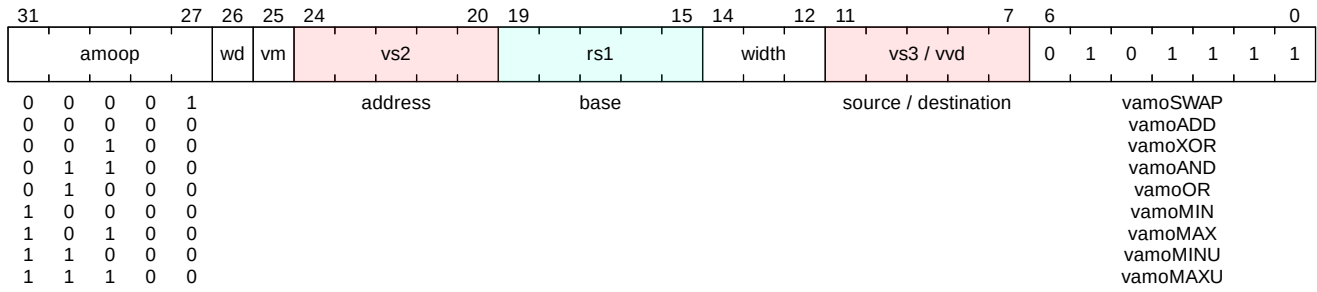 31 27 26 25 24 20 19 15 14 12 11 7 6 0
amoop wd vm vs2 rs1 width vs3 / vvd 0 1 0 1 1 1 1
0 0 0 0 1 address base source / destination vamoSWAP
0 0 0 0 0 vamoADD
0 0 1 0 0 vamoXOR
0 1 1 0 0 vamoAND
0 1 0 0 0 vamoOR
1 0 0 0 0 vamoMIN
1 0 1 0 0 vamoMAX
1 1 0 0 0 vamoMINU
1 1 1 0 0 vamoMAXU